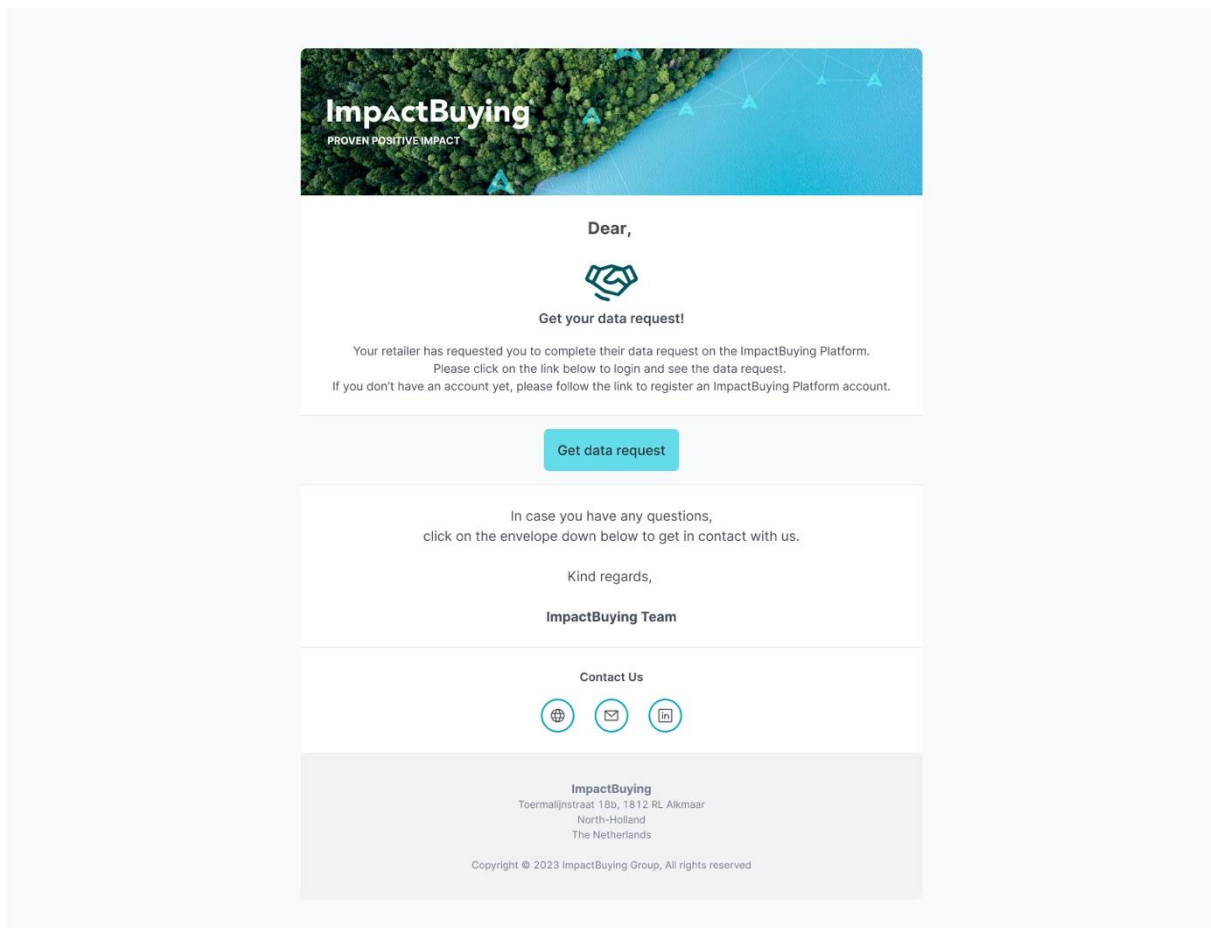 ImpActBuying
PROVEN POSITIVE IMPACT
Dear,
Get your data request!
Your retailer has requested you to complete their data request on the ImpactBuying Platform.
Please click on the link below to login and see the data request.
If you don't have an account yet, please follow the link to register an ImpactBuying Platform account.
Get data request
In case you have any questions,
click on the envelope down below to get in contact with us.
Kind regards,
ImpactBuying Team
Contact Us
in
ImpactBuying
Toermalijnstraat 18b, 1812 RL Alkmaar
North-Holland
The Netherlands
Copyright © 2023 ImpactBuying Group, All rights reserved